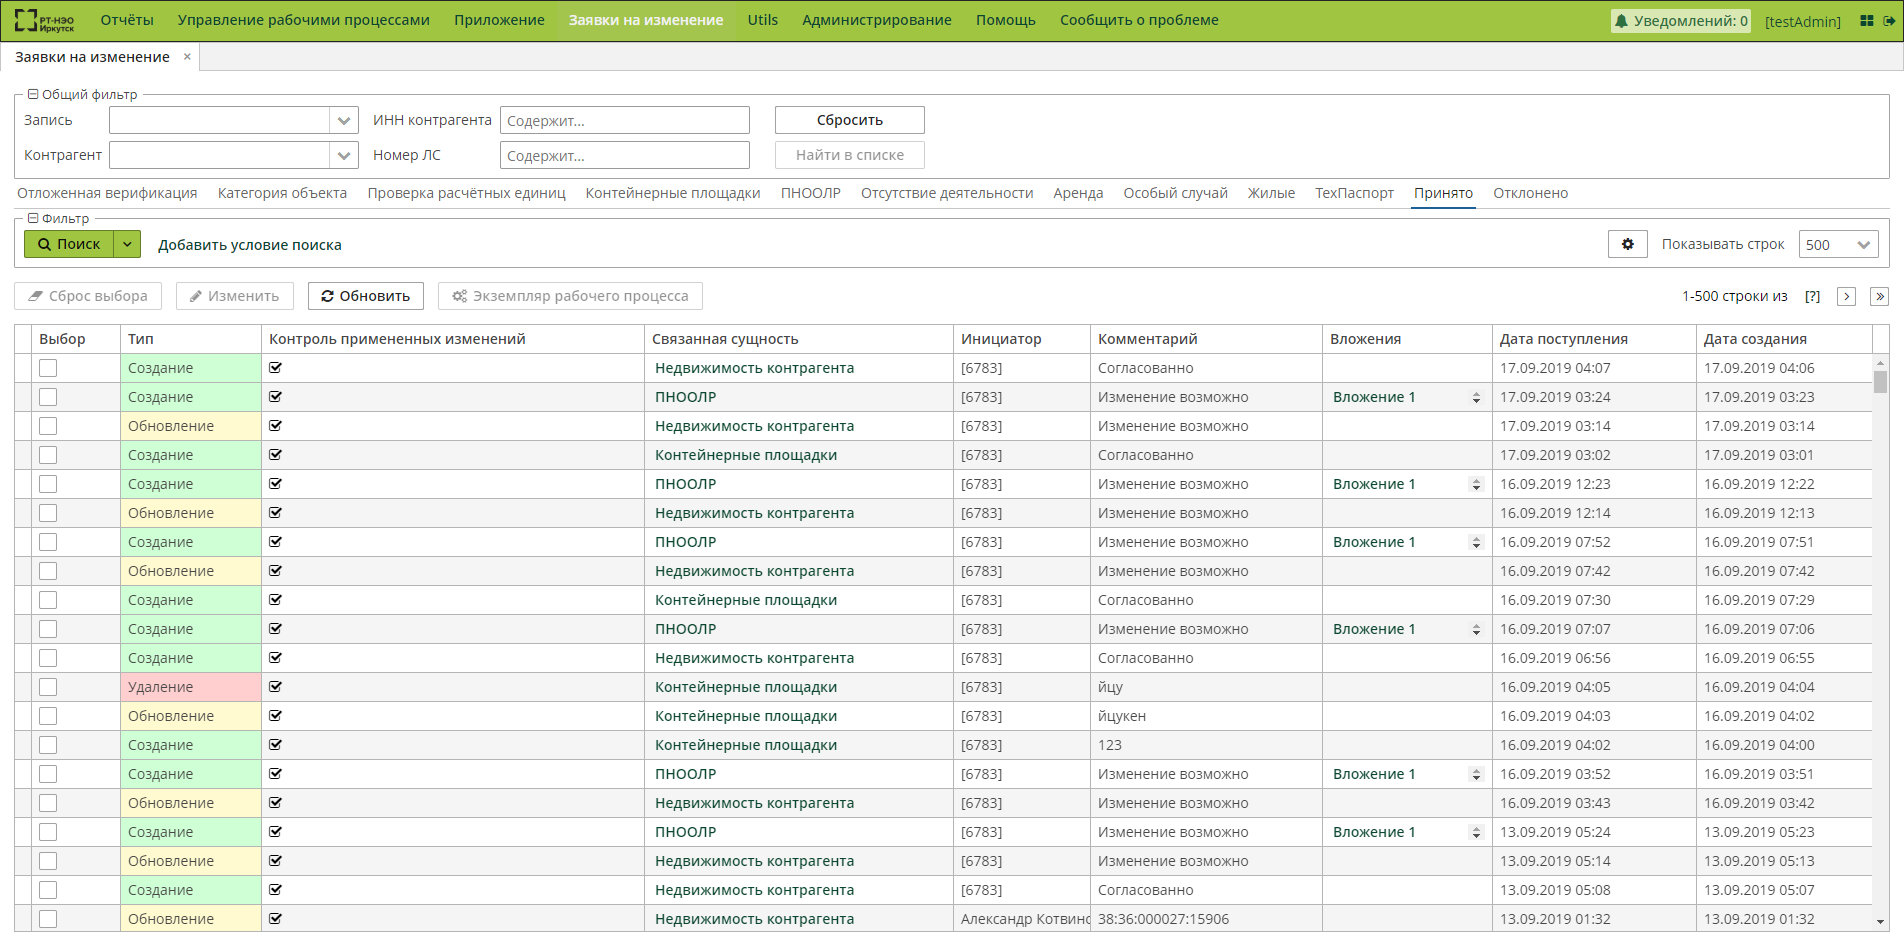 РТ-НЭО Иркутск Отчёты Управление рабочими процессами Приложение Заявки на изменение Utils Администрирование Помощь Сообщить о проблеме Уведомлений: 0 [testAdmin]
Заявки на изменение ×
Общий фильтр
Запись ИНН контрагента Содержит... Сбросить
Контрагент Номер ЛС Содержит... Найти в списке
Отложенная верификация Категория объекта Проверка расчётных единиц Контейнерные площадки ПНООЛР Отсутствие деятельности Аренда Особый случай Жилые ТехПаспорт Принято Отклонено
Фильтр
Поиск Добавить условие поиска Показывать строк 500
Сброс выбора Изменить Обновить Экземпляр рабочего процесса 1-500 строки из [?]
Выбор Тип Контроль примененных изменений Связанная сущность Инициатор Комментарий Вложения Дата поступления Дата создания
Создание Недвижимость контрагента [6783] Согласованно 17.09.2019 04:07 17.09.2019 04:06
Создание ПНООЛР [6783] Изменение возможно Вложение 1 17.09.2019 03:24 17.09.2019 03:23
Обновление Недвижимость контрагента [6783] Изменение возможно 17.09.2019 03:14 17.09.2019 03:14
Создание Контейнерные площадки [6783] Согласованно 17.09.2019 03:02 17.09.2019 03:01
Создание ПНООЛР [6783] Изменение возможно Вложение 1 16.09.2019 12:23 16.09.2019 12:22
Обновление Недвижимость контрагента [6783] Изменение возможно 16.09.2019 12:14 16.09.2019 12:13
Создание ПНООЛР [6783] Изменение возможно Вложение 1 16.09.2019 07:52 16.09.2019 07:51
Обновление Недвижимость контрагента [6783] Изменение возможно 16.09.2019 07:42 16.09.2019 07:42
Создание Контейнерные площадки [6783] Согласованно 16.09.2019 07:30 16.09.2019 07:29
Создание ПНООЛР [6783] Изменение возможно Вложение 1 16.09.2019 07:07 16.09.2019 07:06
Создание Недвижимость контрагента [6783] Согласованно 16.09.2019 06:56 16.09.2019 06:55
Удаление Контейнерные площадки [6783] йцу 16.09.2019 04:05 16.09.2019 04:04
Обновление Контейнерные площадки [6783] йцукен 16.09.2019 04:03 16.09.2019 04:02
Создание Контейнерные площадки [6783] 123 16.09.2019 04:02 16.09.2019 04:00
Создание ПНООЛР [6783] Изменение возможно Вложение 1 16.09.2019 03:52 16.09.2019 03:51
Обновление Недвижимость контрагента [6783] Изменение возможно 16.09.2019 03:43 16.09.2019 03:42
Создание ПНООЛР [6783] Изменение возможно Вложение 1 13.09.2019 05:24 13.09.2019 05:23
Обновление Недвижимость контрагента [6783] Изменение возможно 13.09.2019 05:14 13.09.2019 05:13
Создание Недвижимость контрагента [6783] Согласованно 13.09.2019 05:08 13.09.2019 05:07
Обновление Недвижимость контрагента Александр Котвинс 38:36:000027:15906 13.09.2019 01:32 13.09.2019 01:32